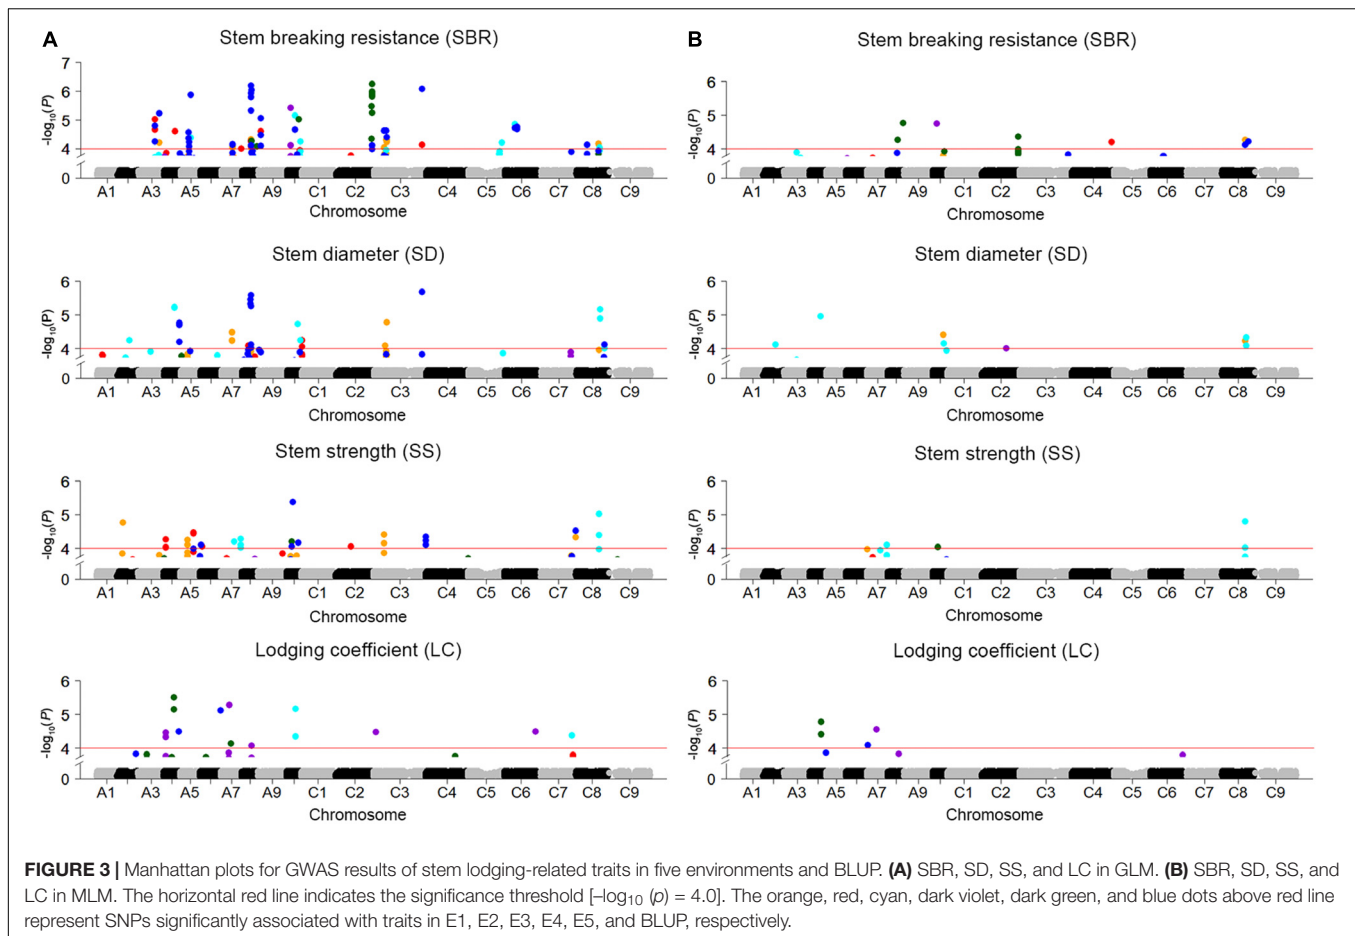 A
Stem breaking resistance (SBR)
7
6
5
4
0
-log10(P)
A1 A3 A5 A7 A9 C1 C2 C3 C4 C5 C6 C7 C8 C9
Chromosome
Stem diameter (SD)
6
5
4
0
-log10(P)
A1 A3 A5 A7 A9 C1 C2 C3 C4 C5 C6 C7 C8 C9
Chromosome
Stem strength (SS)
6
5
4
0
-log10(P)
A1 A3 A5 A7 A9 C1 C2 C3 C4 C5 C6 C7 C8 C9
Chromosome
Lodging coefficient (LC)
6
5
4
0
-log10(P)
A1 A3 A5 A7 A9 C1 C2 C3 C4 C5 C6 C7 C8 C9
Chromosome
B
Stem breaking resistance (SBR)
6
5
4
0
-log10(P)
A1 A3 A5 A7 A9 C1 C2 C3 C4 C5 C6 C7 C8 C9
Chromosome
Stem diameter (SD)
6
5
4
0
-log10(P)
A1 A3 A5 A7 A9 C1 C2 C3 C4 C5 C6 C7 C8 C9
Chromosome
Stem strength (SS)
6
5
4
0
-log10(P)
A1 A3 A5 A7 A9 C1 C2 C3 C4 C5 C6 C7 C8 C9
Chromosome
Lodging coefficient (LC)
6
5
4
0
-log10(P)
A1 A3 A5 A7 A9 C1 C2 C3 C4 C5 C6 C7 C8 C9
Chromosome
FIGURE 3 | Manhattan plots for GWAS results of stem lodging-related traits in five environments and BLUP. (A) SBR, SD, SS, and LC in GLM. (B) SBR, SD, SS, and
LC in MLM. The horizontal red line indicates the significance threshold [–log10 (p) = 4.0]. The orange, red, cyan, dark violet, dark green, and blue dots above red line
represent SNPs significantly associated with traits in E1, E2, E3, E4, E5, and BLUP, respectively.